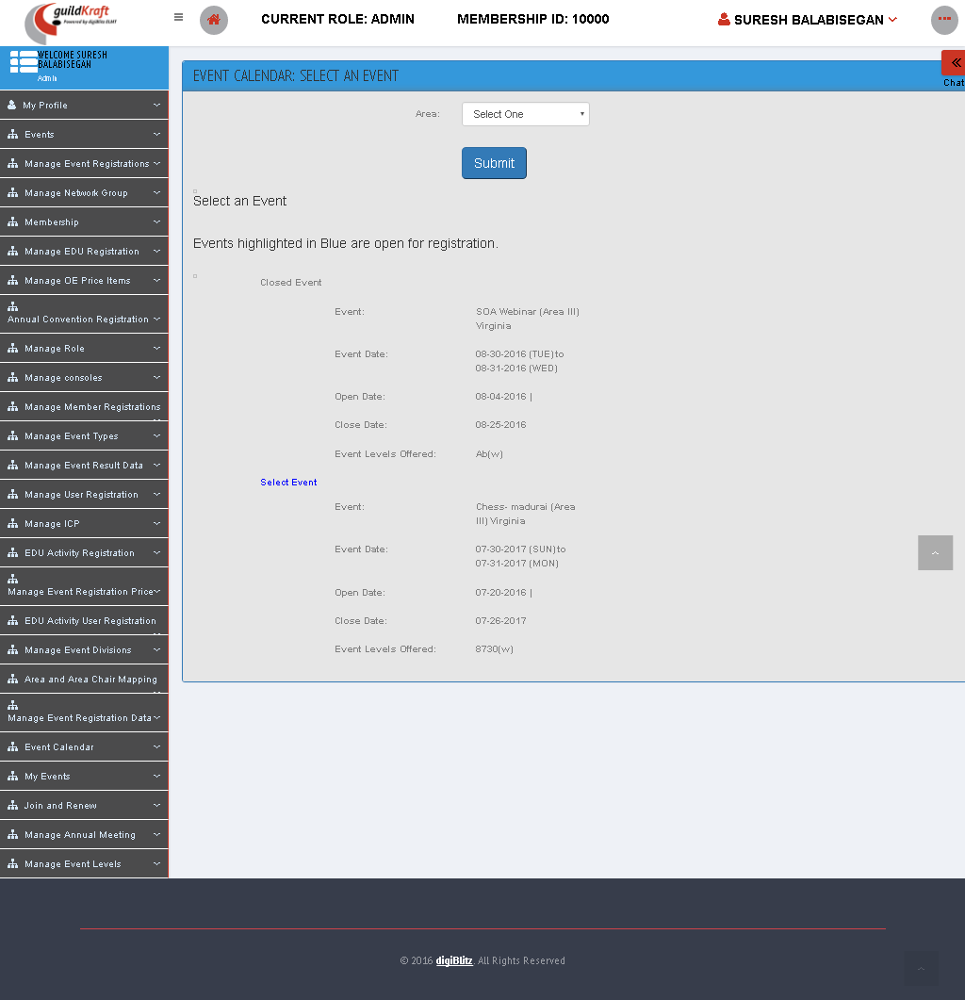 guildKraft
Powered by digiBlitz ELMT
CURRENT ROLE: ADMIN
MEMBERSHIP ID: 10000
SURESH BALABISEGAN
WELCOME SURESH
BALABISEGAN
Admin
My Profile
Events
Manage Event Registrations
Manage Network Group
Membership
Manage EDU Registration
Manage OE Price Items
Annual Convention Registration
Manage Role
Manage consoles
Manage Member Registrations
Manage Event Types
Manage Event Result Data
Manage User Registration
Manage ICP
EDU Activity Registration
Manage Event Registration Price
EDU Activity User Registration
Manage Event Divisions
Area and Area Chair Mapping
Manage Event Registration Data
Event Calendar
My Events
Join and Renew
Manage Annual Meeting
Manage Event Levels
EVENT CALENDAR: SELECT AN EVENT
Chat
Area: Select One
Submit
Select an Event
Events highlighted in Blue are open for registration.
Closed Event
Event: SOA Webinar (Area III)
Virginia
Event Date: 08-30-2016 (TUE) to
08-31-2016 (WED)
Open Date: 08-04-2016 |
Close Date: 08-25-2016
Event Levels Offered: Ab(w)
Select Event
Event: Chess- madurai (Area
III) Virginia
Event Date: 07-30-2017 (SUN) to
07-31-2017 (MON)
Open Date: 07-20-2016 |
Close Date: 07-26-2017
Event Levels Offered: 8730(w)
© 2016 digiBlitz. All Rights Reserved